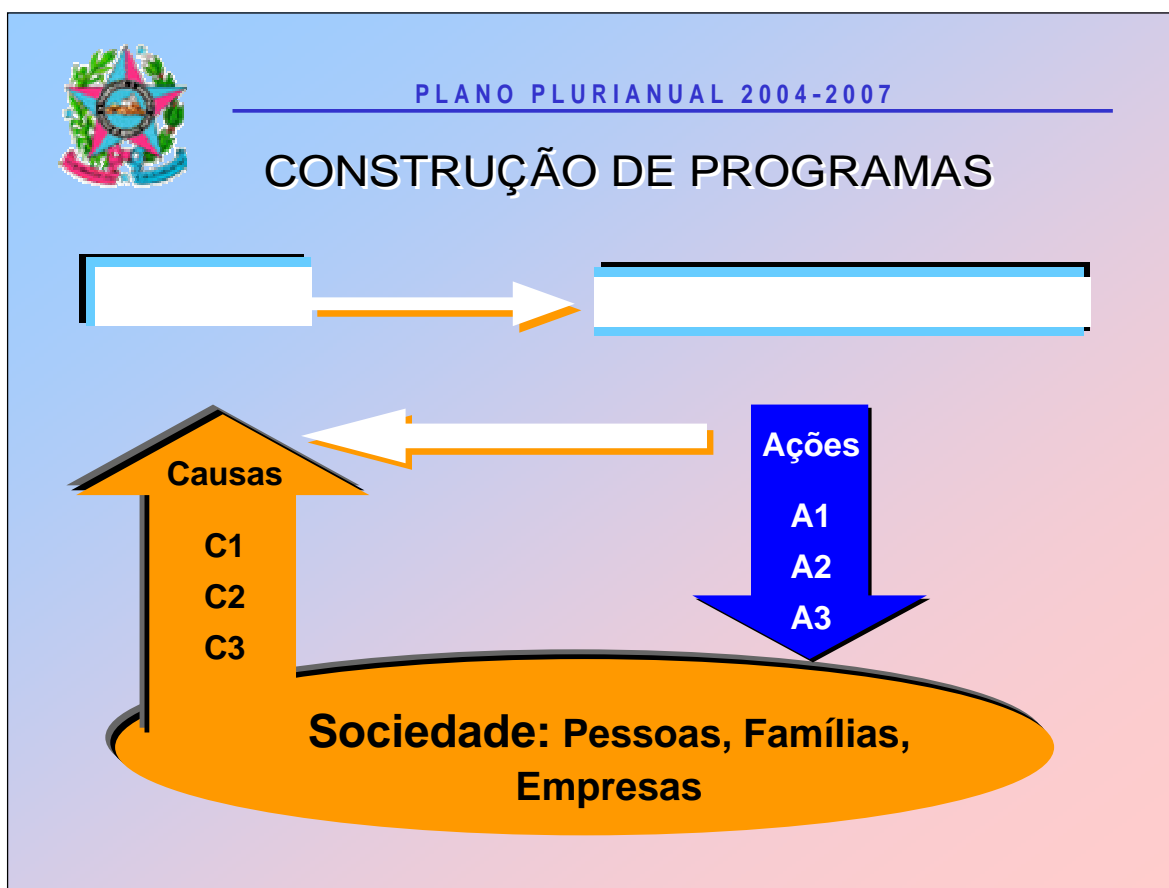 PLANO PLURIANUAL 2004-2007
CONSTRUÇÃO DE PROGRAMAS
Causas
C1
C2
C3
Ações
A1
A2
A3
Sociedade: Pessoas, Famílias,
Empresas